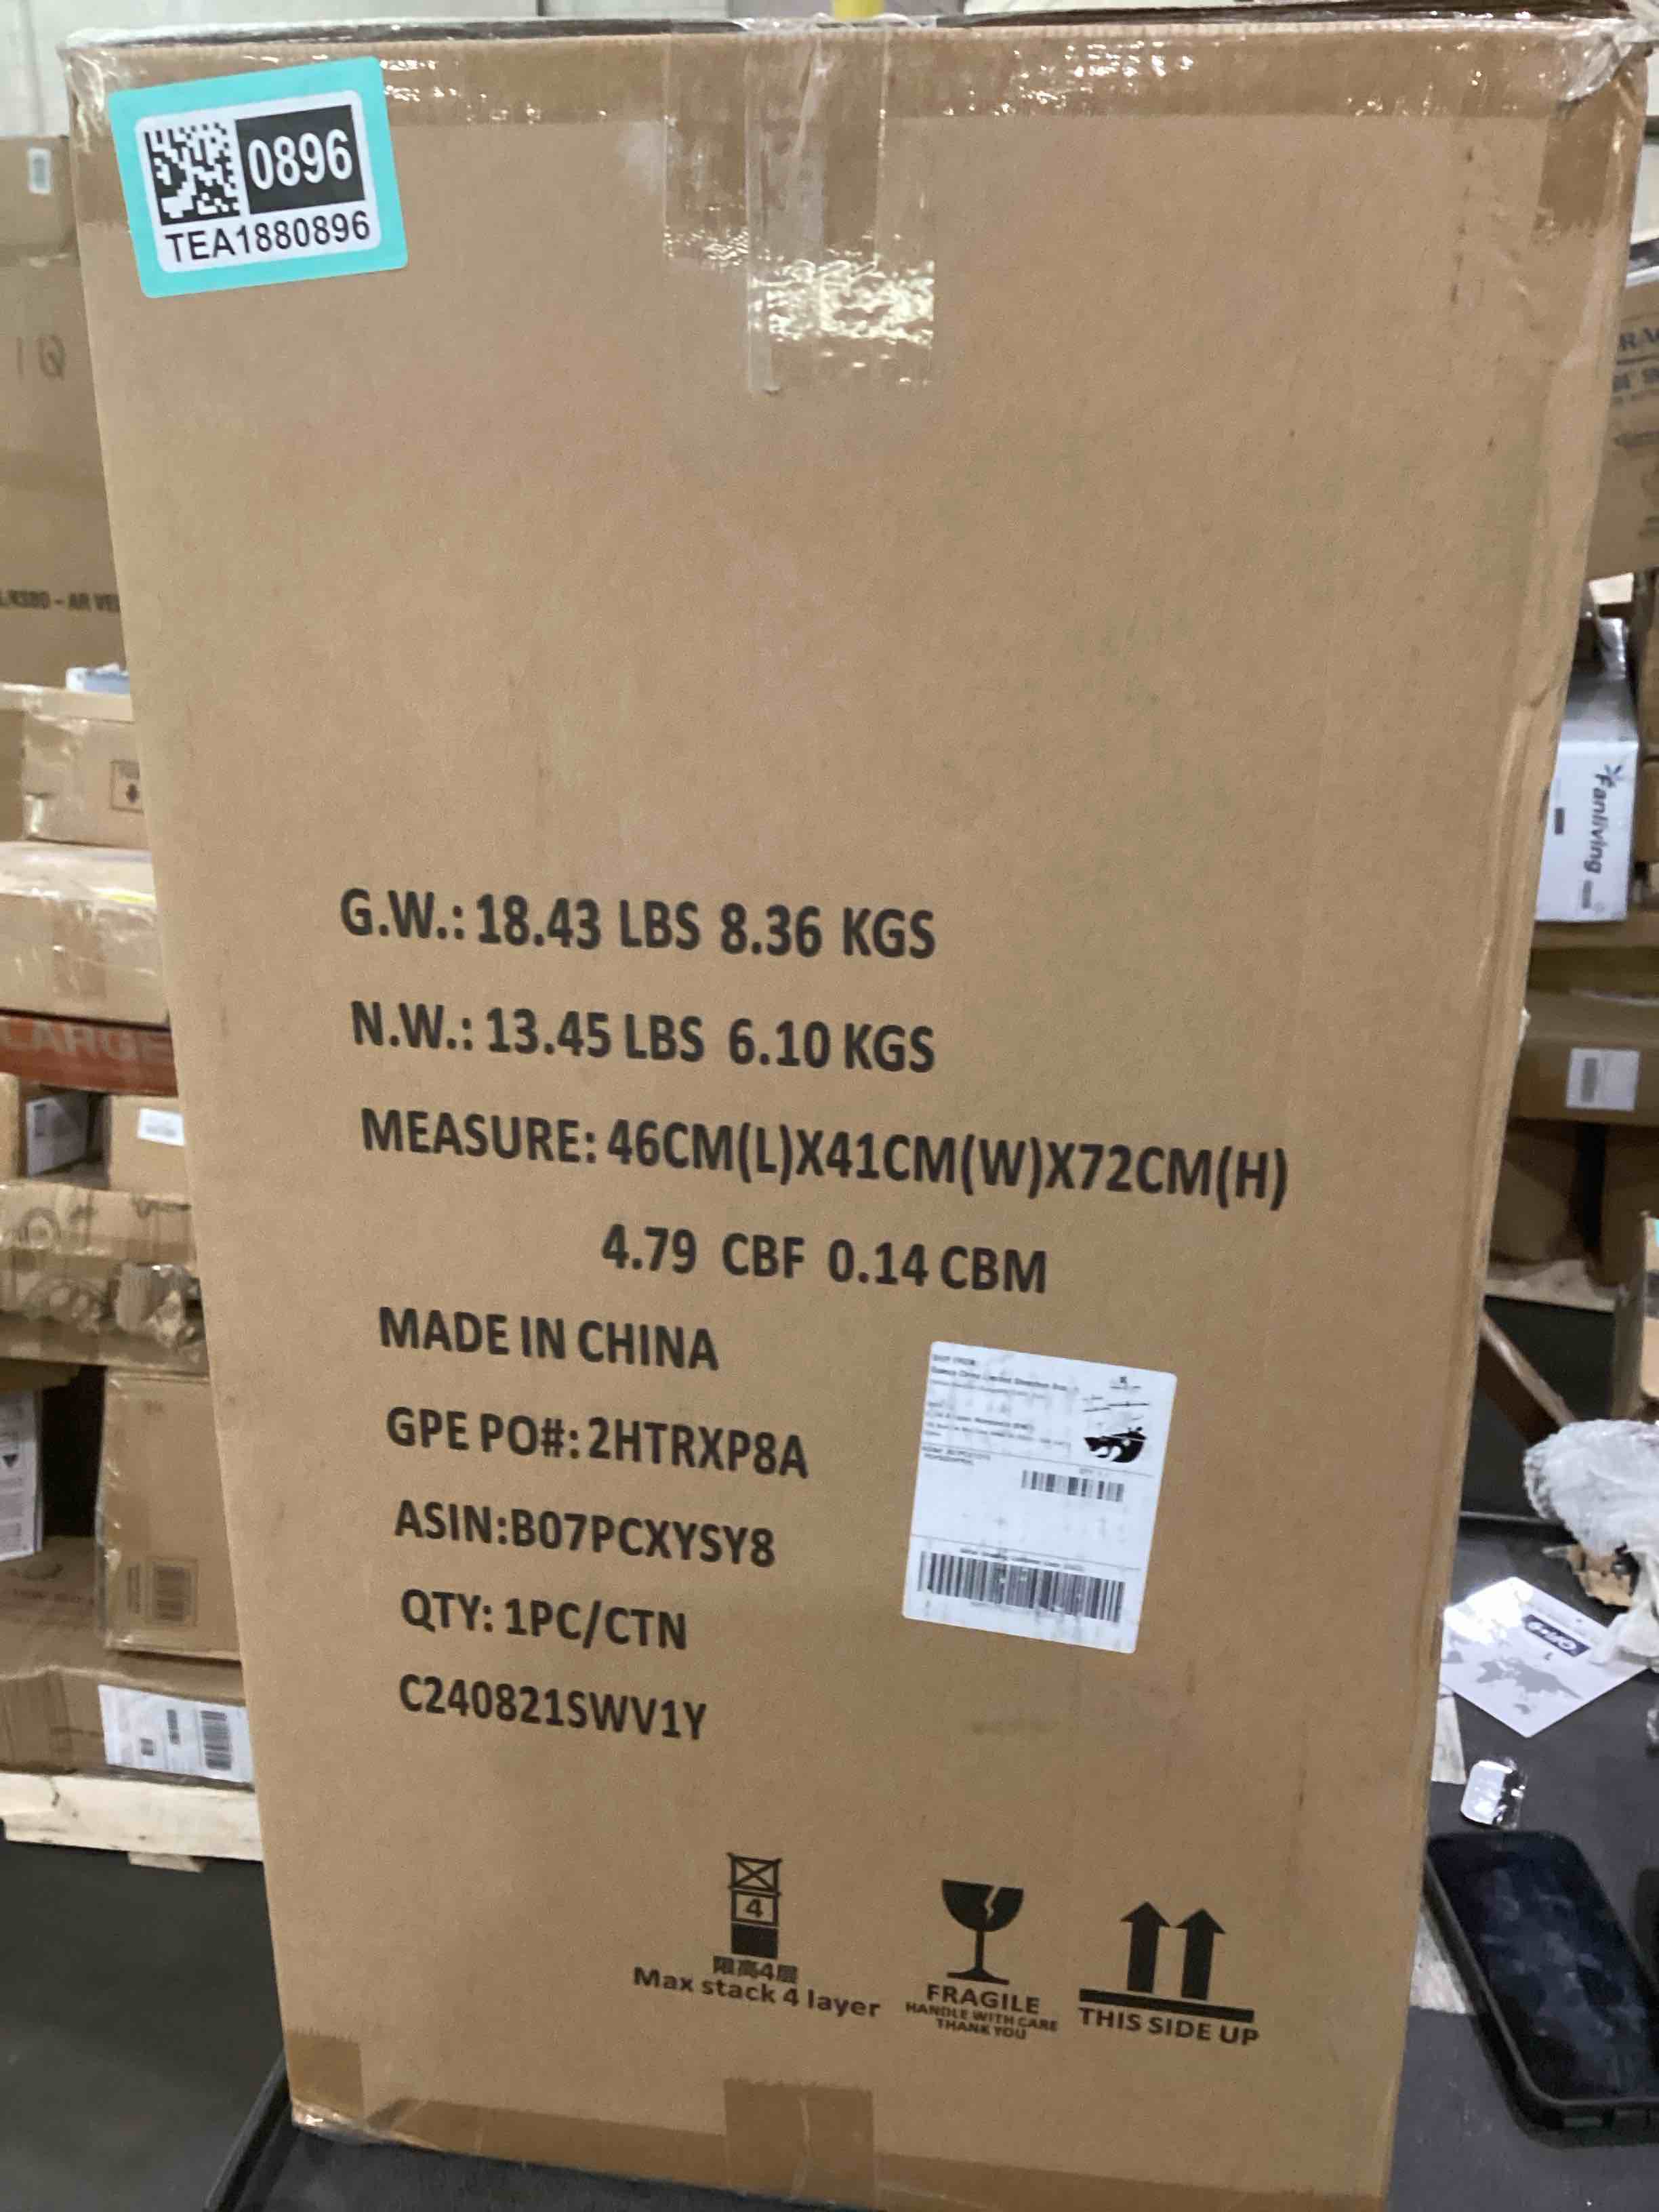 0896
TEA1880896
G.W.: 18.43 LBS 8.36 KGS
N.W.: 13.45 LBS 6.10 KGS
MEASURE: 46CM(L)X41CM(W)X72CM(H)
4.79 CBF 0.14 CBM
MADE IN CHINA
GPE PO#: 2HTRXP8A
ASIN:B07PCXYSY8
QTY: 1PC/CTN
C240821SWV1Y
4
限高4层
Max stack 4 layer
FRAGILE
HANDLE WITH CARE
THANK YOU
THIS SIDE UP
Fanliving
LARGE